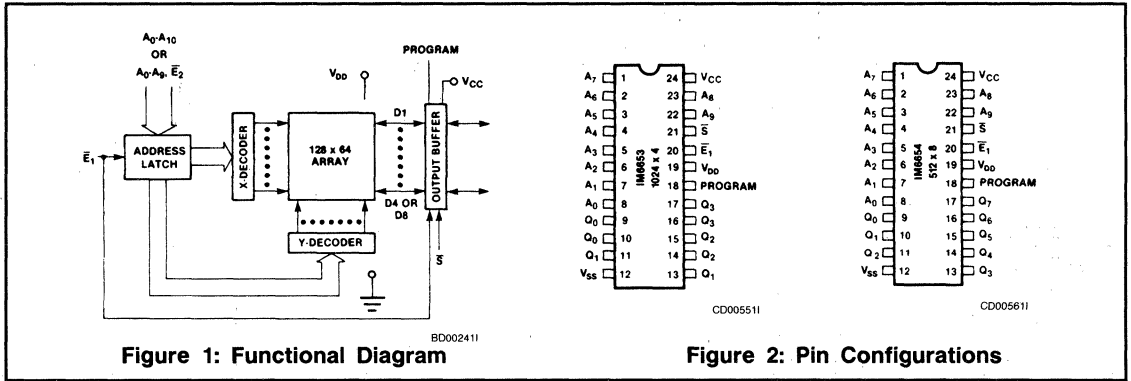 A0-A10
OR
A0-A9, E̅2
E̅1
ADDRESS
LATCH
X-DECODER
VDD
128 x 64
ARRAY
Y-DECODER
D1
D4 OR
D8
PROGRAM
VCC
OUTPUT BUFFER
S̅
BD00241I
Figure 1: Functional Diagram
A7 1 24 VCC
A6 2 23 A8
A5 3 22 A9
A4 4 21 S̅
A3 5 20 E̅1
A2 6 19 VDD
A1 7 18 PROGRAM
A0 8 17 Q3
Q0 9 16 Q3
Q0 10 15 Q2
Q1 11 14 Q2
VSS 12 13 Q1
IM6653
1024 x 4
CD00551I
A7 1 24 VCC
A6 2 23 A8
A5 3 22 A9
A4 4 21 S̅
A3 5 20 E̅1
A2 6 19 VDD
A1 7 18 PROGRAM
A0 8 17 Q7
Q0 9 16 Q6
Q1 10 15 Q5
Q2 11 14 Q4
VSS 12 13 Q3
IM6654
512 x 8
CD00561I
Figure 2: Pin Configurations